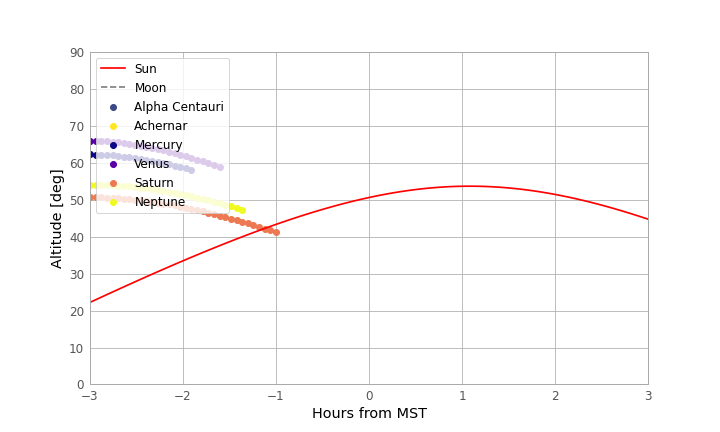 90
80
70
60
50
40
30
20
10
0
Altitude [deg]
Sun
Moon
Alpha Centauri
Achernar
Mercury
Venus
Saturn
Neptune
−3
−2
−1
0
1
2
3
Hours from MST